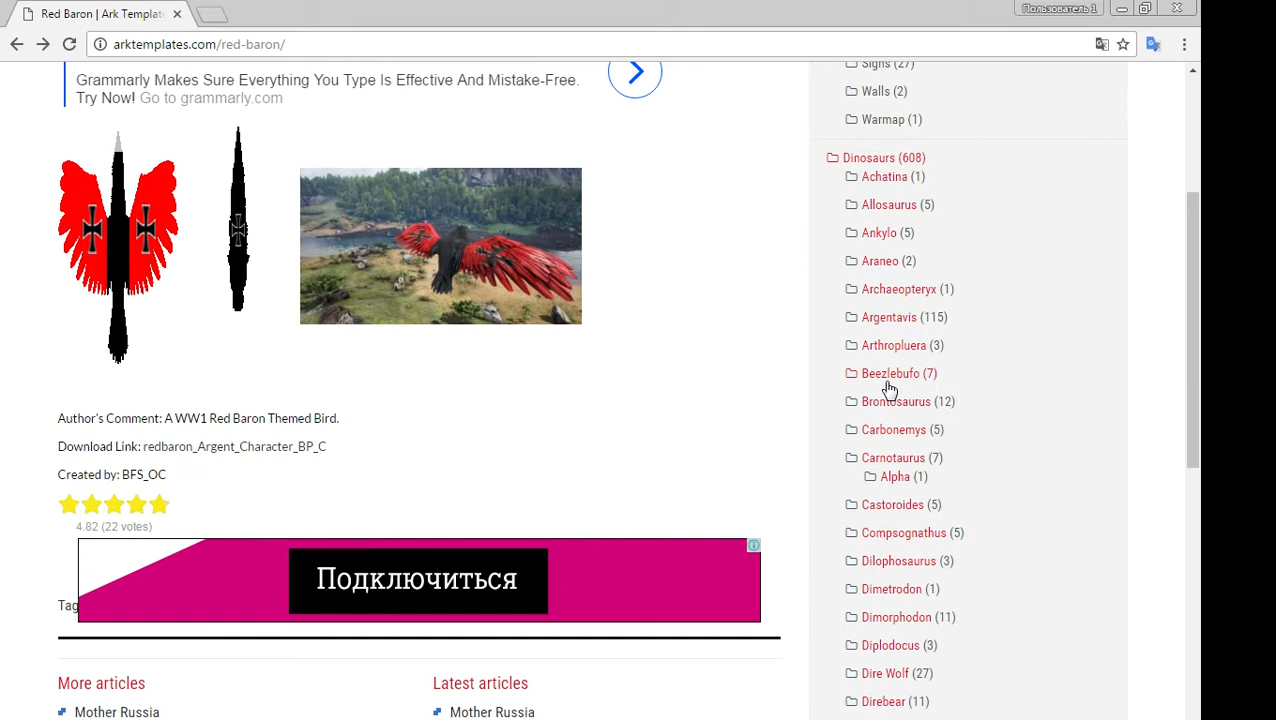 Red Baron | Ark Templat
Пользователь 1
arktemplates.com/red-baron/
Grammarly Makes Sure Everything You Type Is Effective And Mistake-Free.
Try Now! Go to grammarly.com
Author's Comment: A WW1 Red Baron Themed Bird.
Download Link: redbaron_Argent_Character_BP_C
Created by: BFS_OC
4.82 (22 votes)
Подключиться
Tag
More articles
Mother Russia
Latest articles
Mother Russia
Signs (27)
Walls (2)
Warmap (1)
Dinosaurs (608)
Achatina (1)
Allosaurus (5)
Ankylo (5)
Araneo (2)
Archaeopteryx (1)
Argentavis (115)
Arthropluera (3)
Beezlebufo (7)
Brontosaurus (12)
Carbonemys (5)
Carnotaurus (7)
Alpha (1)
Castoroides (5)
Compsognathus (5)
Dilophosaurus (3)
Dimetrodon (1)
Dimorphodon (11)
Diplodocus (3)
Dire Wolf (27)
Direbear (11)